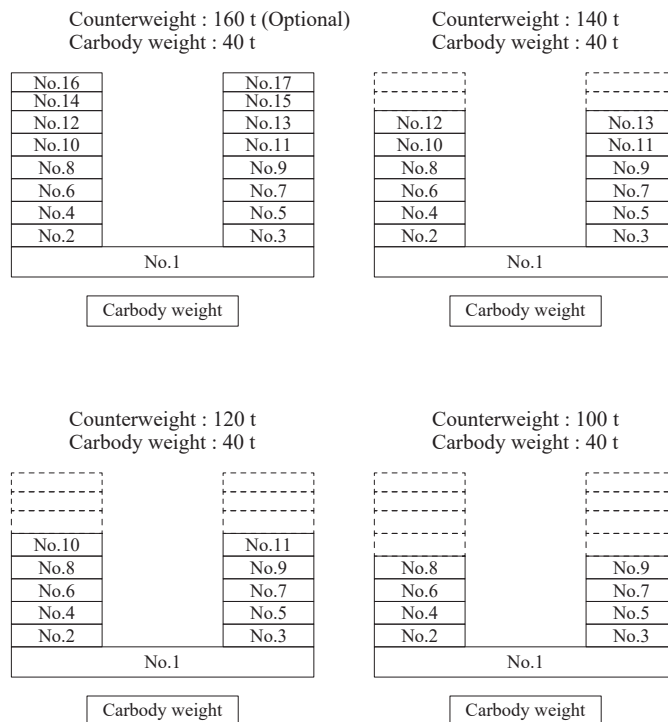 Counterweight : 160 t (Optional)
Carbody weight : 40 t
No.16 No.17
No.14 No.15
No.12 No.13
No.10 No.11
No.8 No.9
No.6 No.7
No.4 No.5
No.2 No.3
No.1
Carbody weight
Counterweight : 140 t
Carbody weight : 40 t
No.12 No.13
No.10 No.11
No.8 No.9
No.6 No.7
No.4 No.5
No.2 No.3
No.1
Carbody weight
Counterweight : 120 t
Carbody weight : 40 t
No.10 No.11
No.8 No.9
No.6 No.7
No.4 No.5
No.2 No.3
No.1
Carbody weight
Counterweight : 100 t
Carbody weight : 40 t
No.8 No.9
No.6 No.7
No.4 No.5
No.2 No.3
No.1
Carbody weight